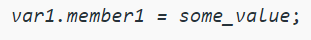 var1.member1 = some_value;